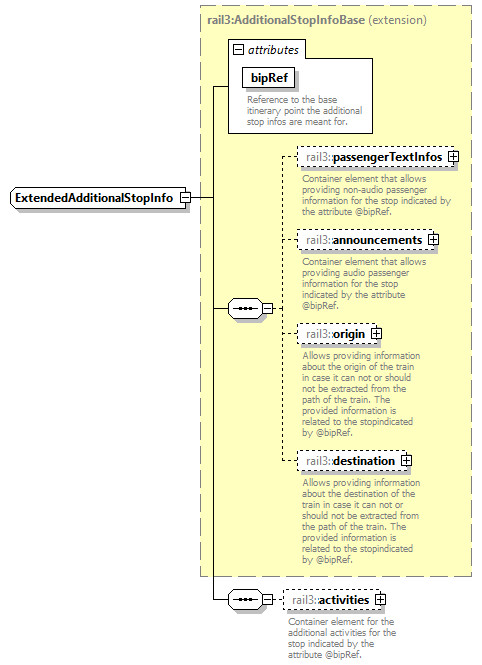 rail3:AdditionalStopInfoBase (extension)
attributes
bipRef
Reference to the base
itinerary point the additional
stop infos are meant for.
rail3::passengerTextInfos
Container element that allows
providing non-audio passenger
information for the stop indicated by
the attribute @bipRef.
ExtendedAdditionalStopInfo
rail3::announcements
Container element that allows
providing audio passenger
information for the stop
indicated by the attribute
@bipRef.
rail3::origin
Allows providing information
about the origin of the train
in case it can not or should
not be extracted from the
path of the train. The
provided information is
related to the stopindicated
by @bipRef.
rail3::destination
Allows providing information
about the destination of the
train in case it can not or
should not be extracted from
the path of the train. The
provided information is
related to the stopindicated
by @bipRef.
rail3::activities
Container element for the
additional activities for the
stop indicated by the
attribute @bipRef.